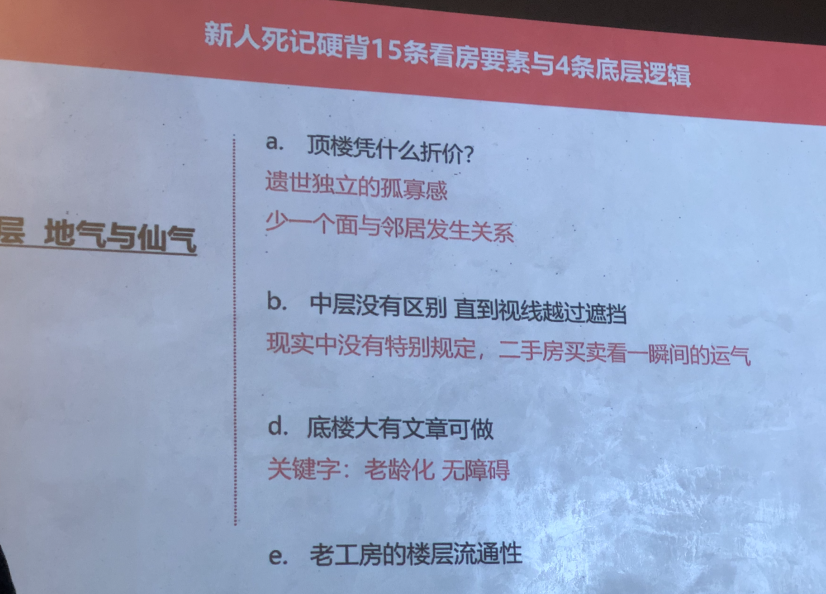 新人死记硬背15条看房要素与4条底层逻辑
层 地气与仙气
a. 顶楼凭什么折价?
遗世独立的孤寡感
少一个面与邻居发生关系
b. 中层没有区别 直到视线越过遮挡
现实中没有特别规定，二手房买卖看一瞬间的运气
d. 底楼大有文章可做
关键字：老龄化 无障碍
e. 老工房的楼层流通性